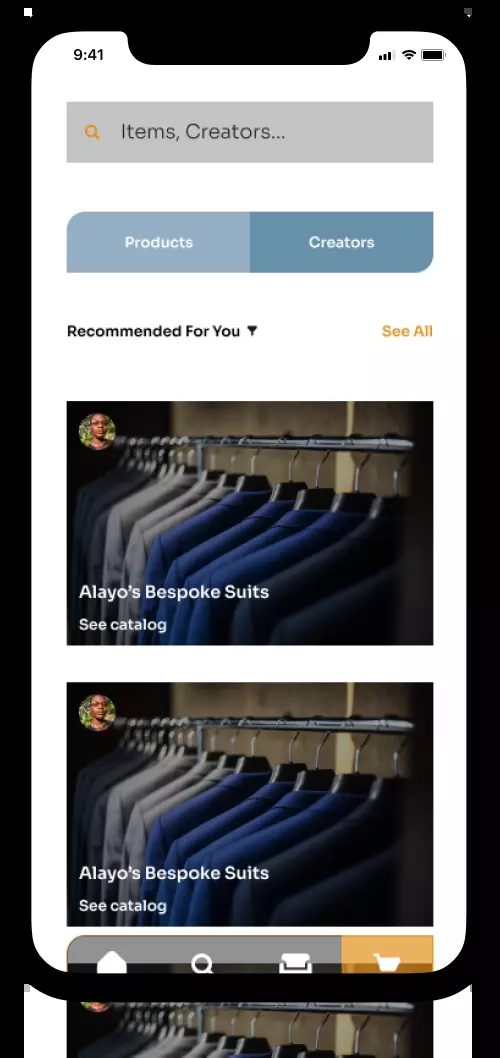 9:41
Items, Creators...
Products
Creators
Recommended For You
See All
Alayo's Bespoke Suits
See catalog
Alayo's Bespoke Suits
See catalog